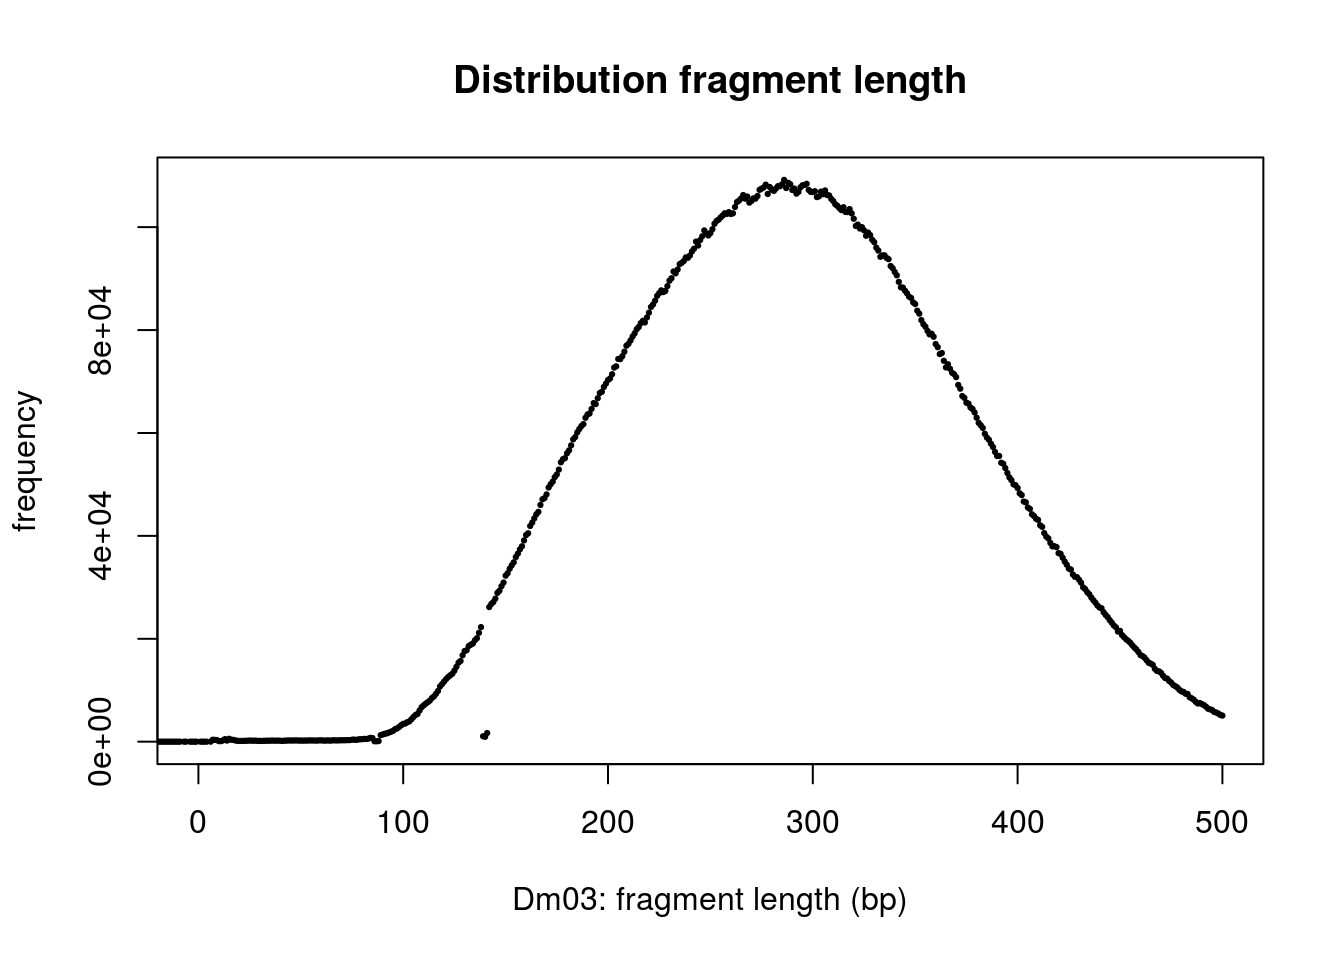 Distribution fragment length
frequency
8e+04
4e+04
0e+00
0 100 200 300 400 500
Dm03: fragment length (bp)